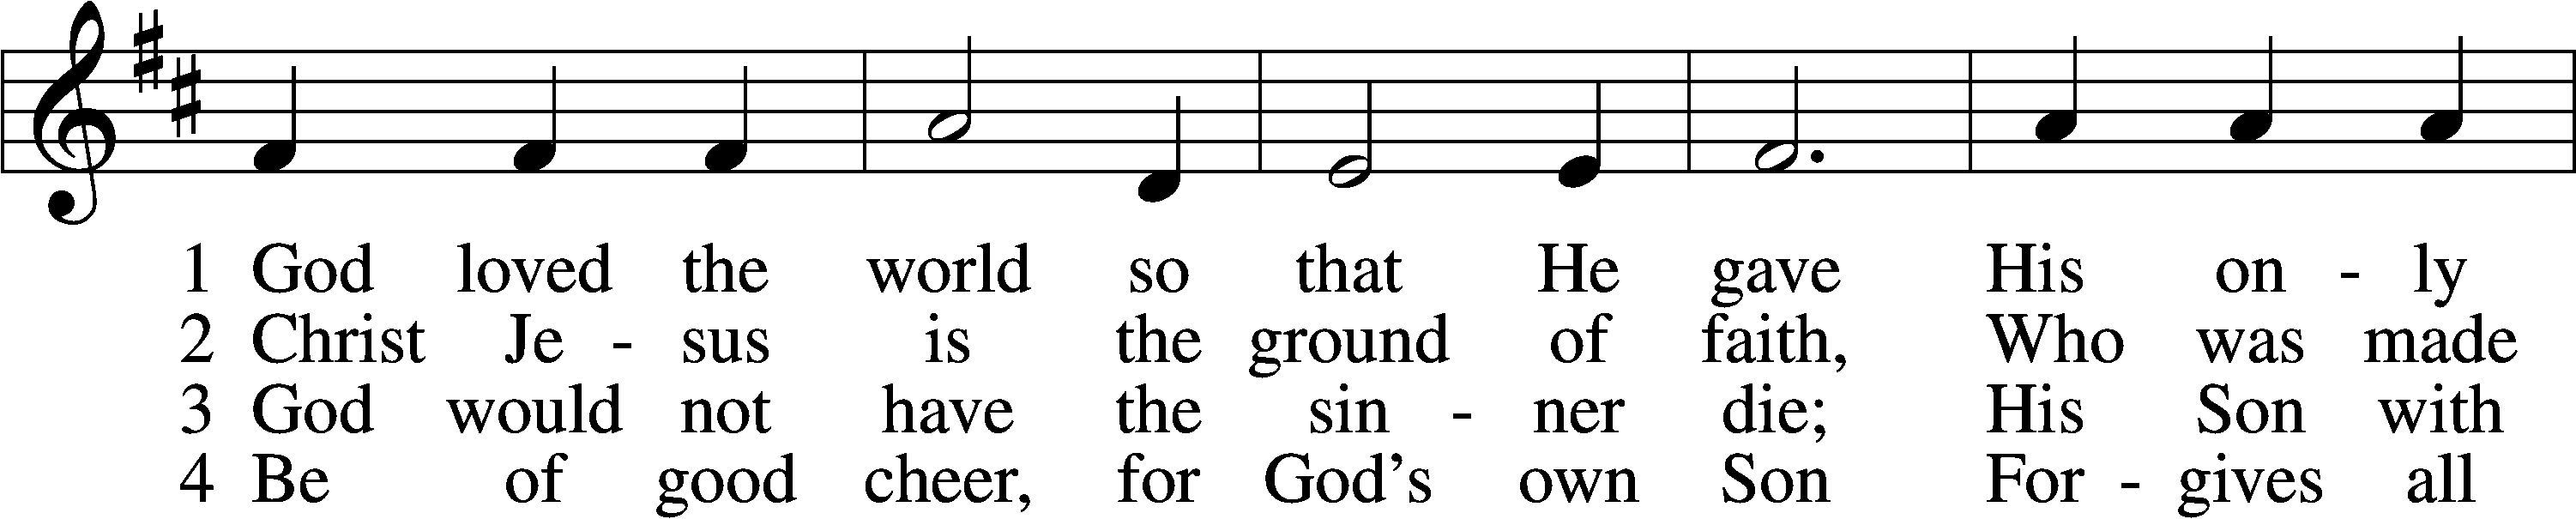 1 God loved the world so that He gave His on - ly
2 Christ Je - sus is the ground of faith, Who was made
3 God would not have the sin - ner die; His Son with
4 Be of good cheer, for God's own Son For - gives all